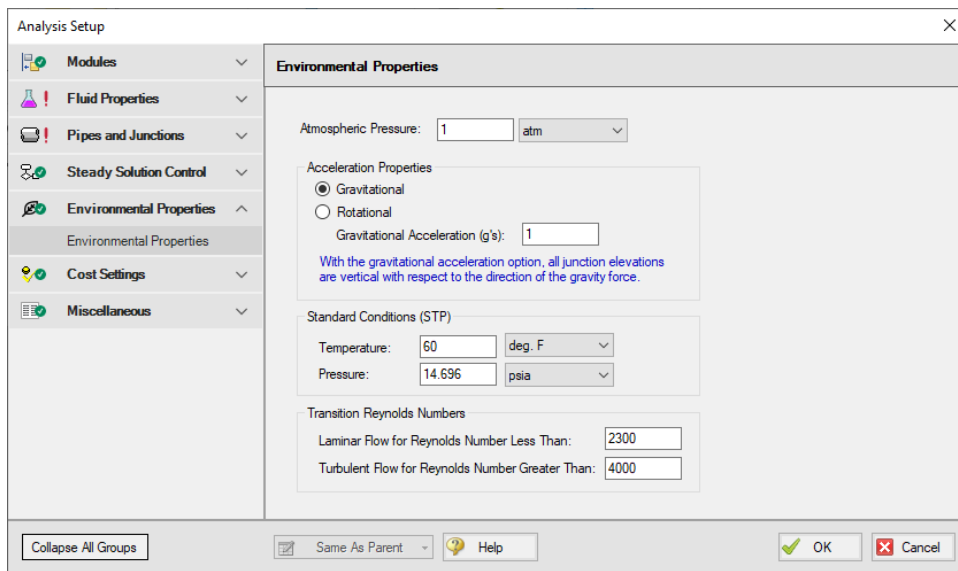 Analysis Setup
Modules
Fluid Properties
Pipes and Junctions
Steady Solution Control
Environmental Properties
Environmental Properties
Cost Settings
Miscellaneous
Environmental Properties
Atmospheric Pressure: 1 atm
Acceleration Properties
Gravitational
Rotational
Gravitational Acceleration (g's): 1
With the gravitational acceleration option, all junction elevations
are vertical with respect to the direction of the gravity force.
Standard Conditions (STP)
Temperature: 60 deg. F
Pressure: 14.696 psia
Transition Reynolds Numbers
Laminar Flow for Reynolds Number Less Than: 2300
Turbulent Flow for Reynolds Number Greater Than: 4000
Collapse All Groups
Same As Parent
Help
OK
Cancel